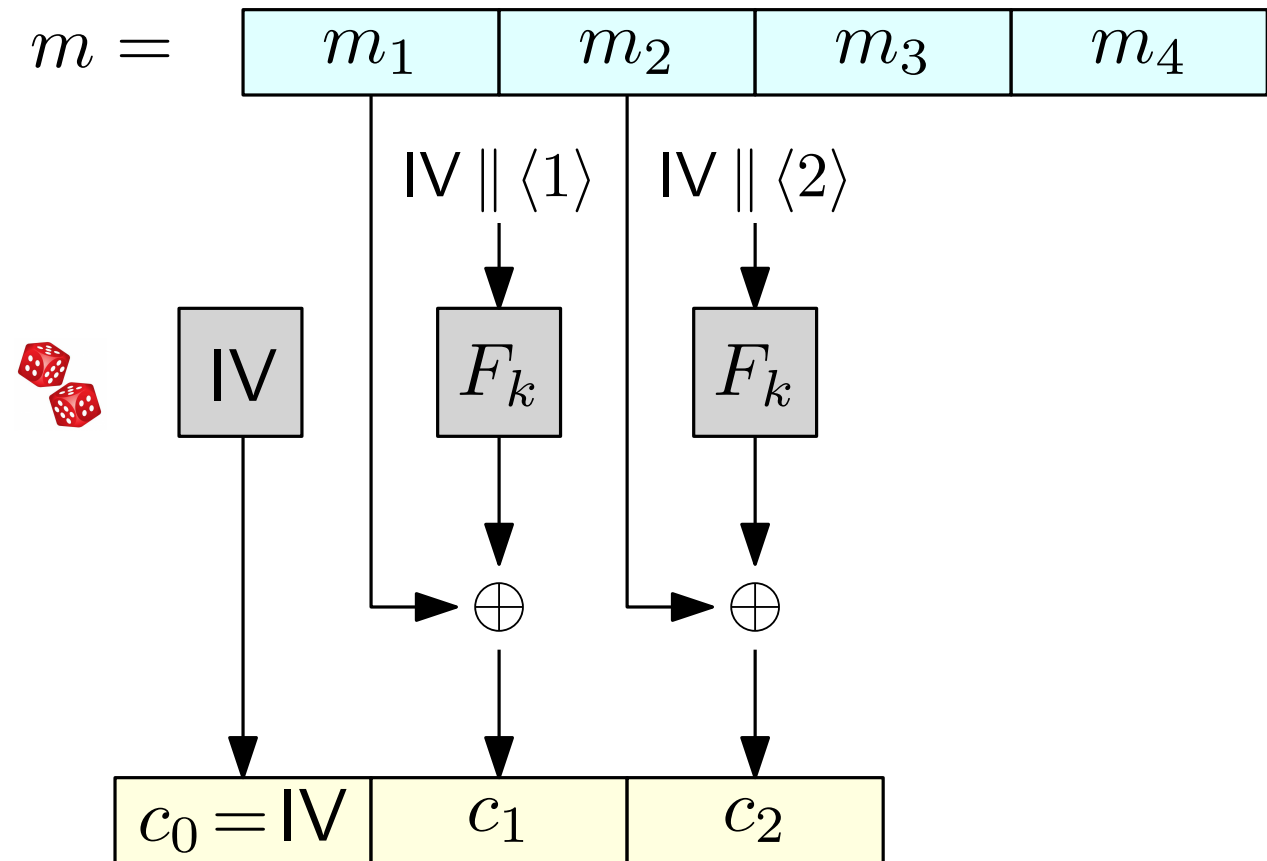 m = m₁ m₂ m₃ m₄
IV ‖ ⟨1⟩ IV ‖ ⟨2⟩
IV Fₖ Fₖ
c₀ = IV c₁ c₂